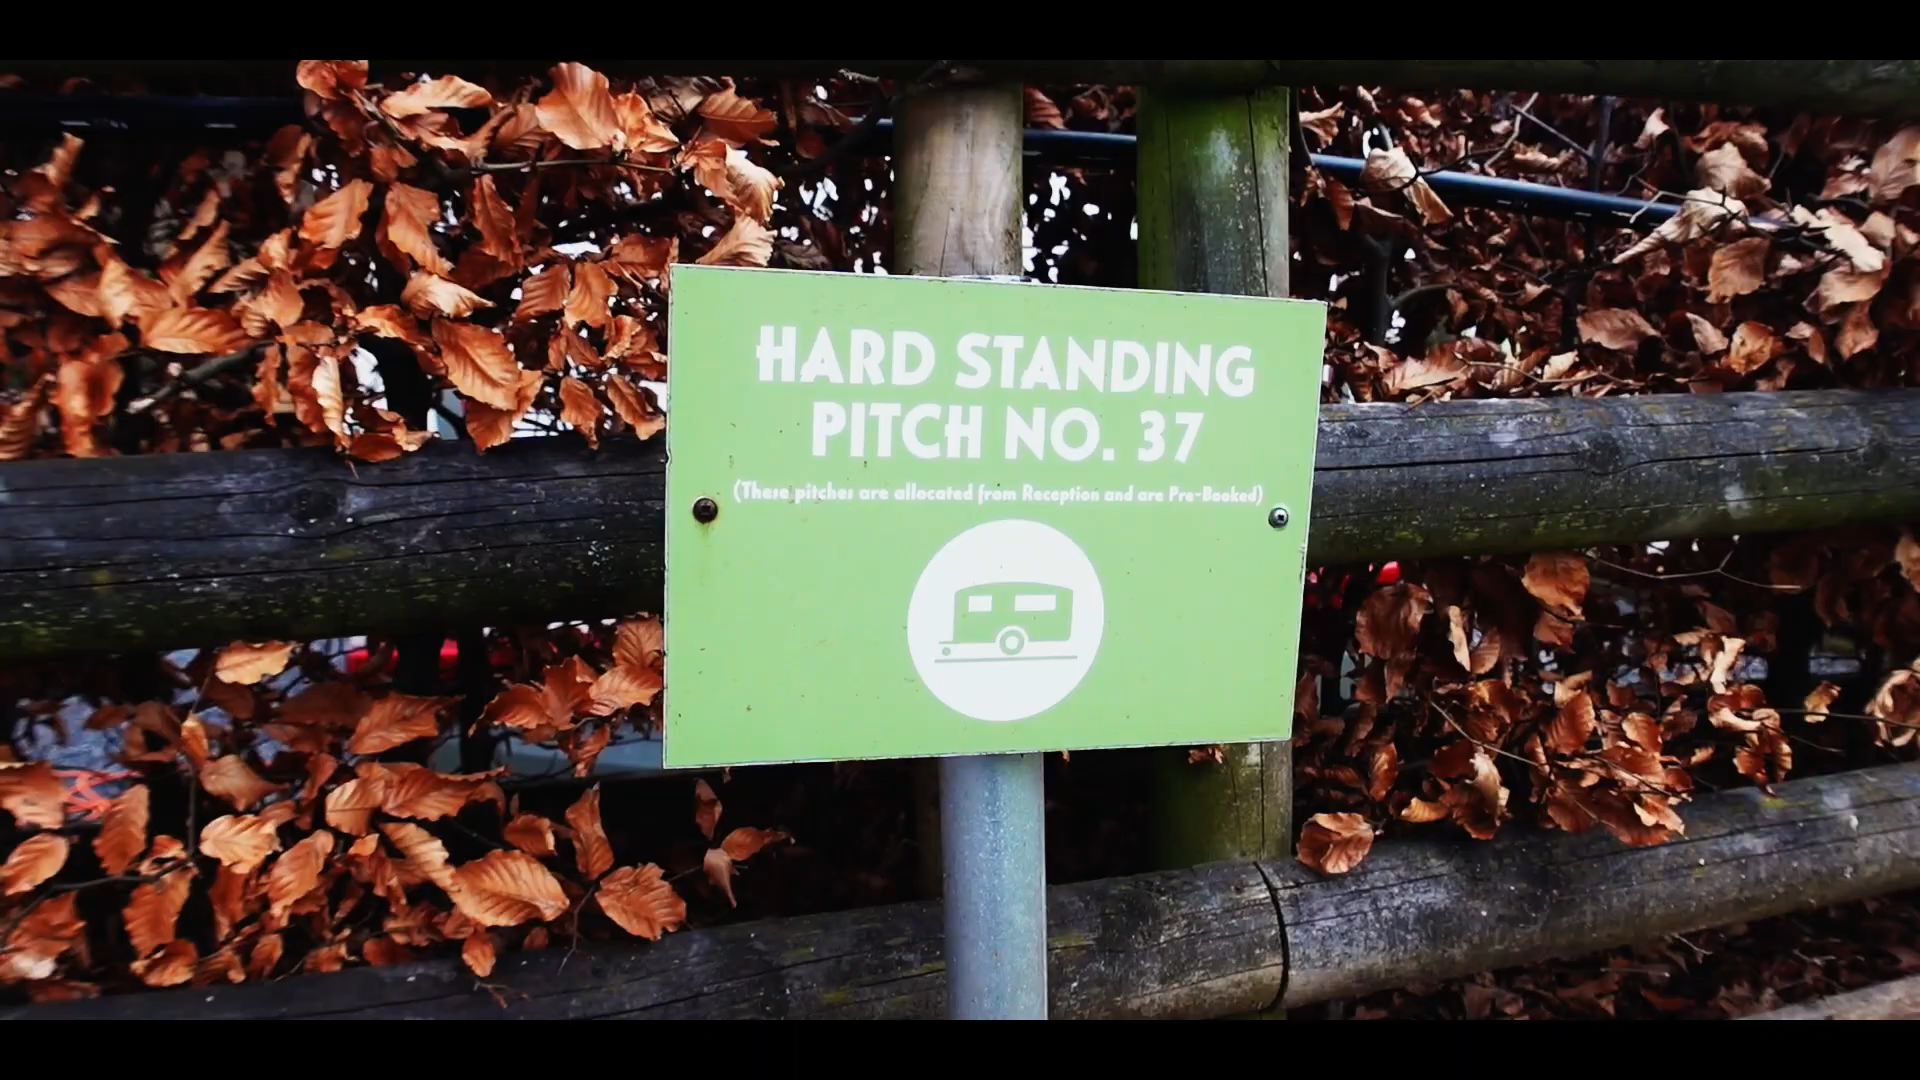 HARD STANDING
PITCH NO. 37
(These pitches are allocated from Reception and are Pre-Booked)